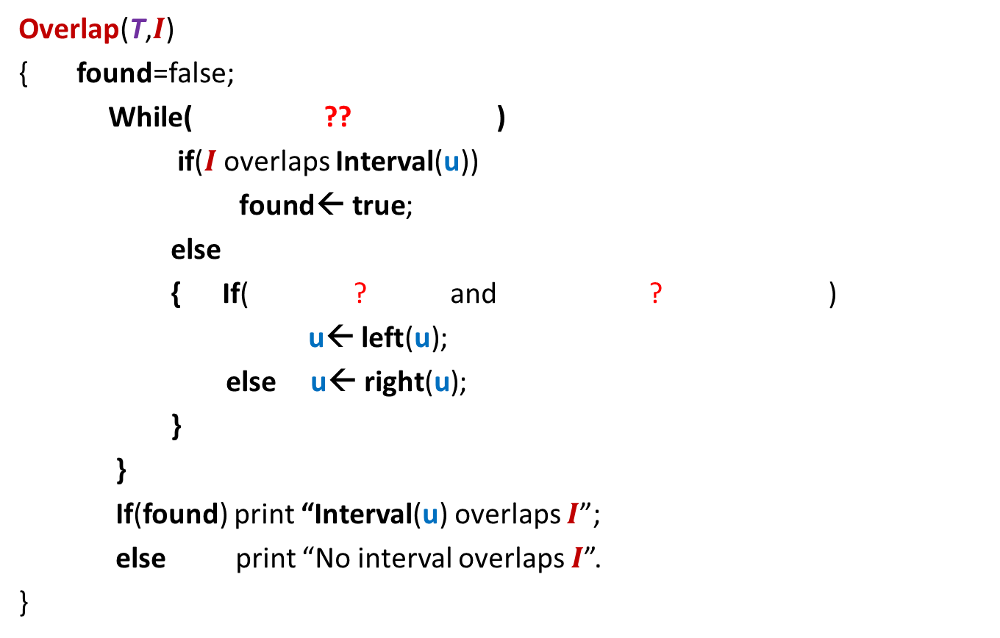 Overlap(T,I)
{ found=false;
While( ?? )
if(I overlaps Interval(u))
found← true;
else
{ If( ? and ? )
u← left(u);
else u← right(u);
}
}
If(found) print “Interval(u) overlaps I”;
else print “No interval overlaps I”.
}